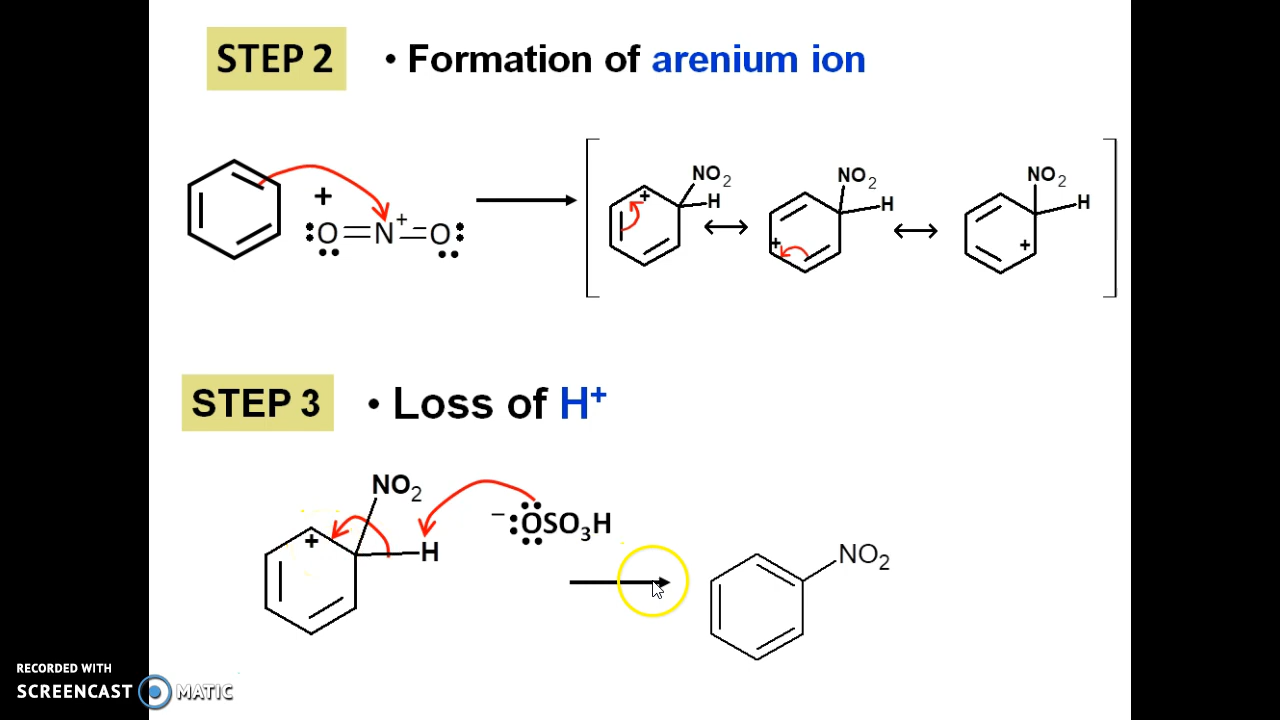 STEP 2
• Formation of arenium ion
+
:O=N⁺=O:
NO₂
H
+
NO₂
H
+
NO₂
H
+
STEP 3
• Loss of H⁺
NO₂
+
H
⁻:OSO₃H
NO₂
RECORDED WITH
SCREENCAST MATIC